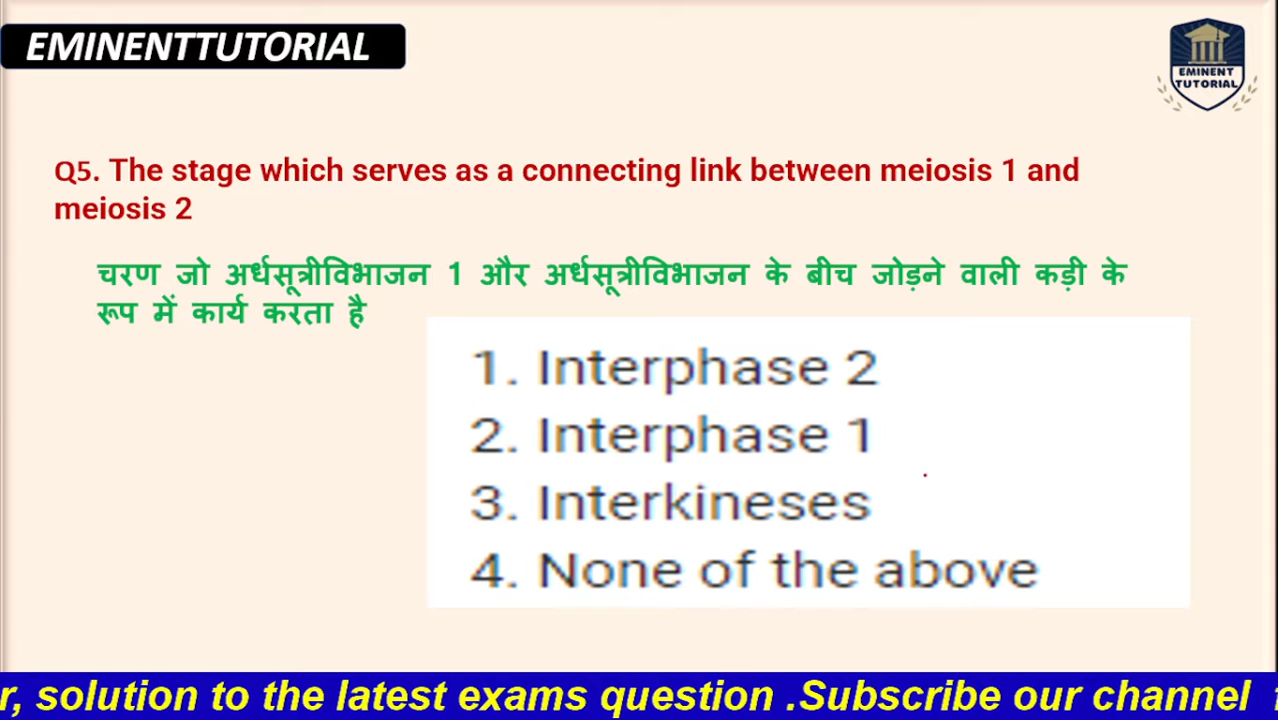 EMINENTTUTORIAL
EMINENT
TUTORIAL
Q5. The stage which serves as a connecting link between meiosis 1 and
meiosis 2
चरण जो अर्धसूत्रीविभाजन 1 और अर्धसूत्रीविभाजन के बीच जोड़ने वाली कड़ी के
रूप में कार्य करता है
1. Interphase 2
2. Interphase 1
3. Interkineses
4. None of the above
r, solution to the latest exams question .Subscribe our channel